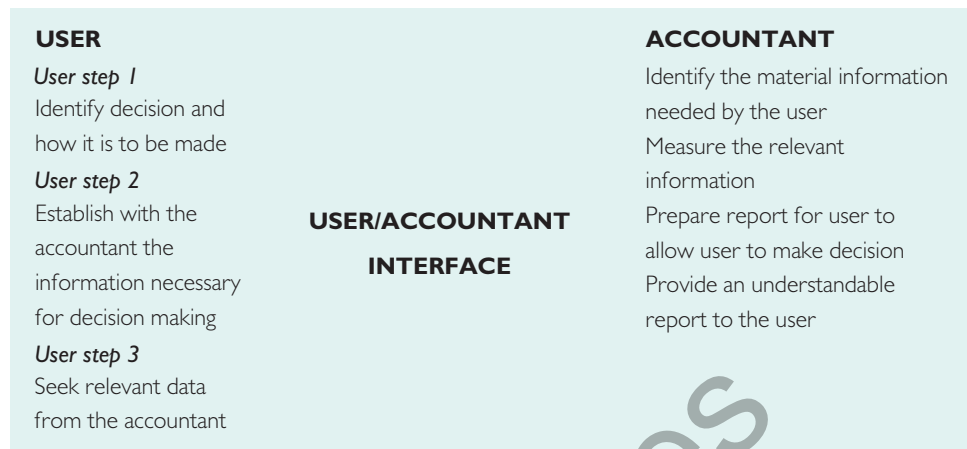 USER
User step 1
Identify decision and
how it is to be made
User step 2
Establish with the
accountant the
information necessary
for decision making
User step 3
Seek relevant data
from the accountant
USER/ACCOUNTANT
INTERFACE
ACCOUNTANT
Identify the material information
needed by the user
Measure the relevant
information
Prepare report for user to
allow user to make decision
Provide an understandable
report to the user